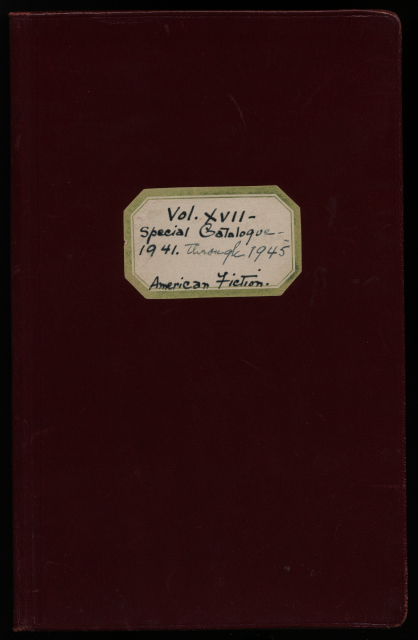 Vol. XVII-
Special Catalogue-
1941. Through 1945
American Fiction.